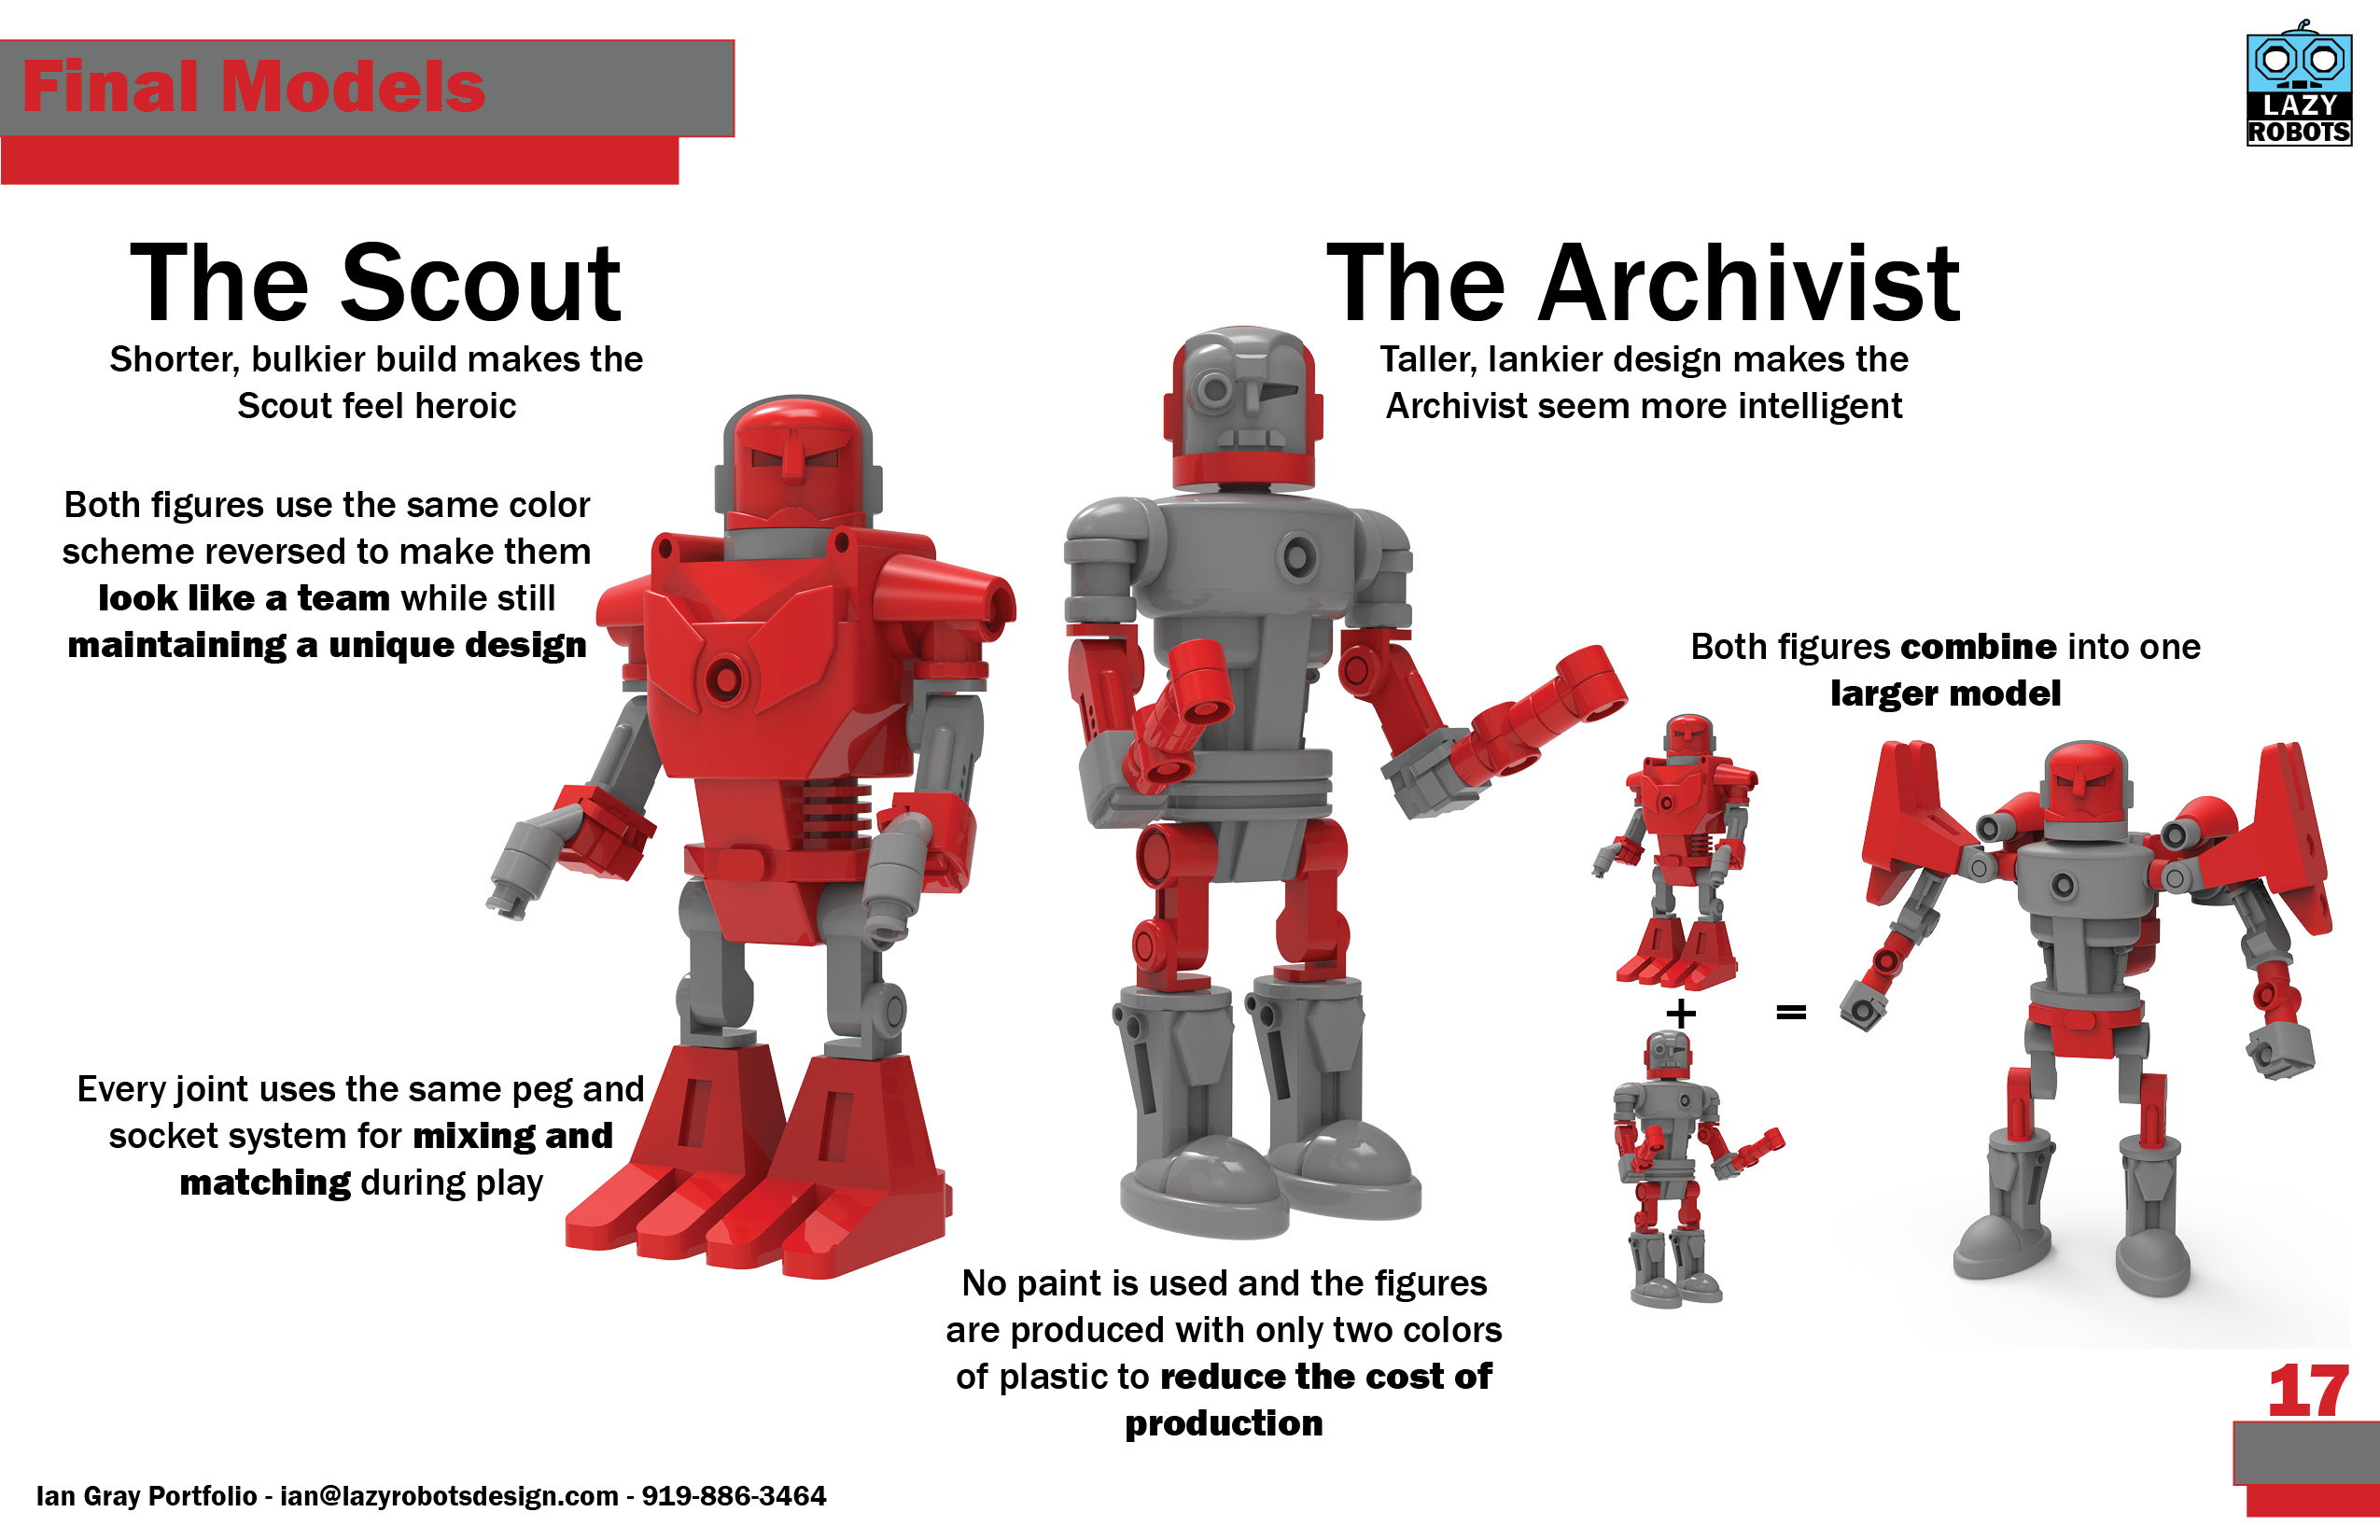 Final Models
LAZY
ROBOTS
The Scout
Shorter, bulkier build makes the
Scout feel heroic
Both figures use the same color
scheme reversed to make them
look like a team while still
maintaining a unique design
Every joint uses the same peg and
socket system for mixing and
matching during play
The Archivist
Taller, lankier design makes the
Archivist seem more intelligent
Both figures combine into one
larger model
+
=
No paint is used and the figures
are produced with only two colors
of plastic to reduce the cost of
production
17
Ian Gray Portfolio - ian@lazyrobotsdesign.com - 919-886-3464